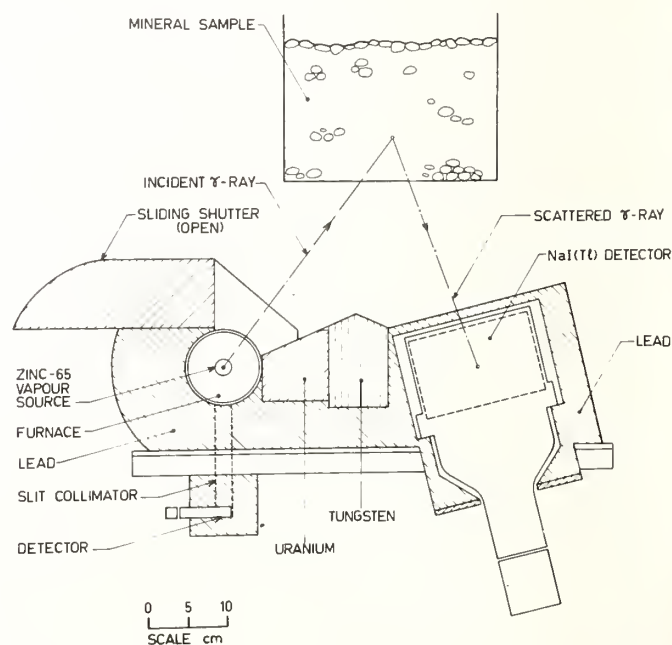 MINERAL SAMPLE
INCIDENT γ-RAY
SLIDING SHUTTER
(OPEN)
SCATTERED γ-RAY
NaI(Tℓ) DETECTOR
LEAD
ZINC-65
VAPOUR
SOURCE
FURNACE
LEAD
SLIT COLLIMATOR
DETECTOR
TUNGSTEN
URANIUM
0 5 10
SCALE cm